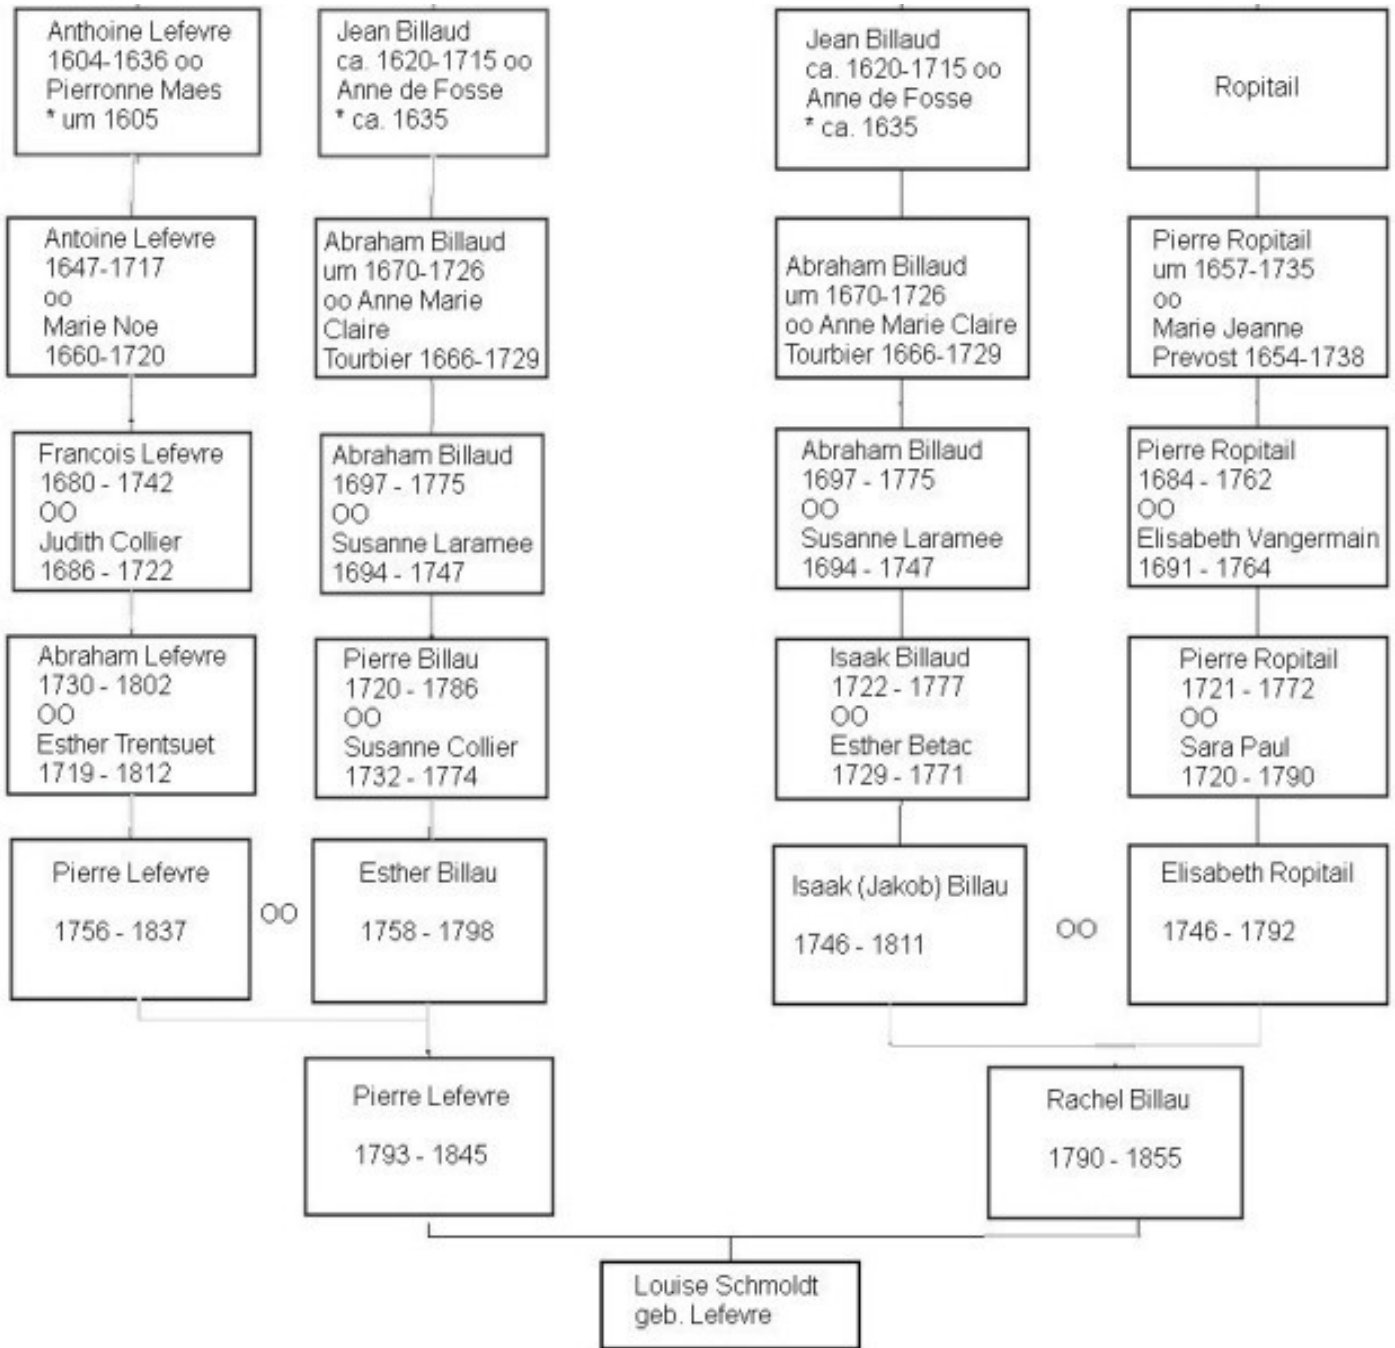 Anthoine Lefevre
1604-1636 oo
Pierronne Maes
* um 1605
Jean Billaud
ca. 1620-1715 oo
Anne de Fosse
* ca. 1635
Jean Billaud
ca. 1620-1715 oo
Anne de Fosse
* ca. 1635
Ropitail
Antoine Lefevre
1647-1717
oo
Marie Noe
1660-1720
Abraham Billaud
um 1670-1726
oo Anne Marie
Claire
Tourbier 1666-1729
Abraham Billaud
um 1670-1726
oo Anne Marie Claire
Tourbier 1666-1729
Pierre Ropitail
um 1657-1735
oo
Marie Jeanne
Prevost 1654-1738
Francois Lefevre
1680 - 1742
OO
Judith Collier
1686 - 1722
Abraham Billaud
1697 - 1775
OO
Susanne Laramee
1694 - 1747
Abraham Billaud
1697 - 1775
OO
Susanne Laramee
1694 - 1747
Pierre Ropitail
1684 - 1762
OO
Elisabeth Vangermain
1691 - 1764
Abraham Lefevre
1730 - 1802
OO
Esther Trentsuet
1719 - 1812
Pierre Billau
1720 - 1786
OO
Susanne Collier
1732 - 1774
Isaak Billaud
1722 - 1777
OO
Esther Betac
1729 - 1771
Pierre Ropitail
1721 - 1772
OO
Sara Paul
1720 - 1790
Pierre Lefevre
1756 - 1837
OO
Esther Billau
1758 - 1798
Isaak (Jakob) Billau
1746 - 1811
OO
Elisabeth Ropitail
1746 - 1792
Pierre Lefevre
1793 - 1845
Rachel Billau
1790 - 1855
Louise Schmoldt
geb. Lefevre